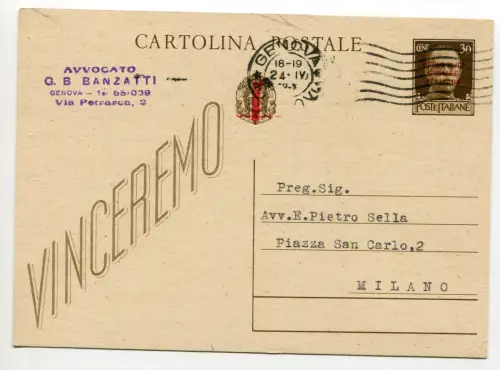 CARTOLINA POSTALE
AVVOCATO
G. B BANZATTI
GENOVA - Tel 55-039
Via Petrarca, 2
GENOVA
18-19
24·IV
CENT. 30
POSTE ITALIANE
VINCEREMO
Preg.Sig.
Avv.E.Pietro Sella
Piazza San Carlo,2
MILANO